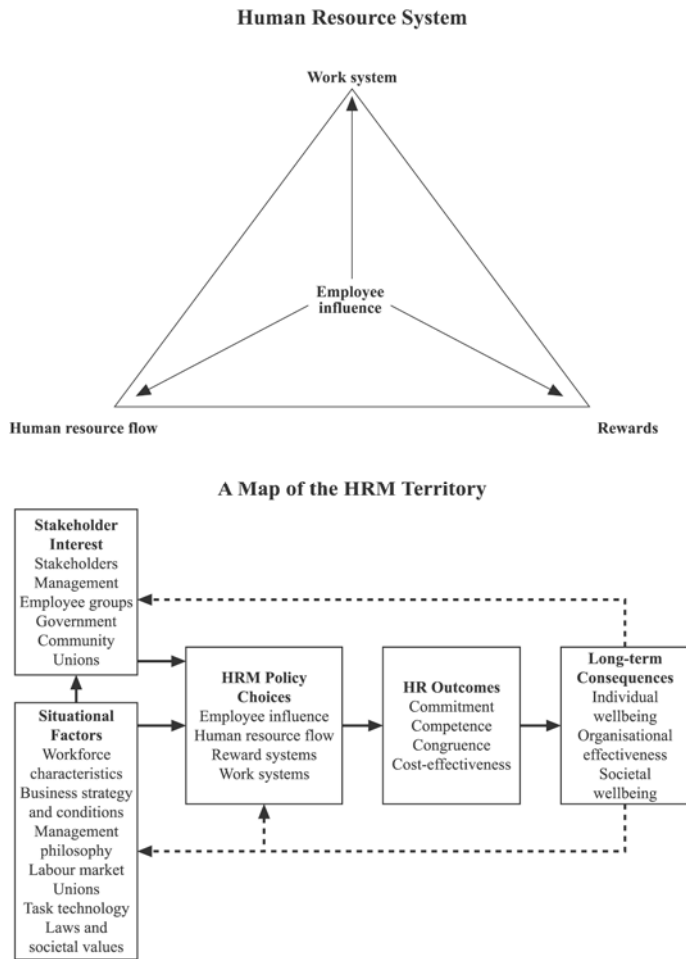 Human Resource System
Work system
Employee
influence
Human resource flow
Rewards
A Map of the HRM Territory
Stakeholder
Interest
Stakeholders
Management
Employee groups
Government
Community
Unions
Situational
Factors
Workforce
characteristics
Business strategy
and conditions
Management
philosophy
Labour market
Unions
Task technology
Laws and
societal values
HRM Policy
Choices
Employee influence
Human resource flow
Reward systems
Work systems
HR Outcomes
Commitment
Competence
Congruence
Cost-effectiveness
Long-term
Consequences
Individual
wellbeing
Organisational
effectiveness
Societal
wellbeing